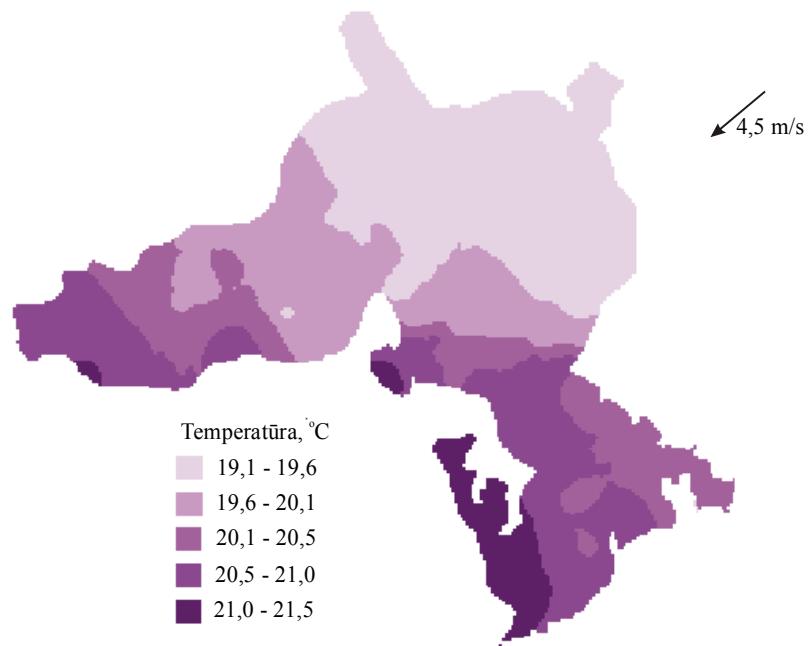 4,5 m/s
Temperatūra, °C
19,1 - 19,6
19,6 - 20,1
20,1 - 20,5
20,5 - 21,0
21,0 - 21,5